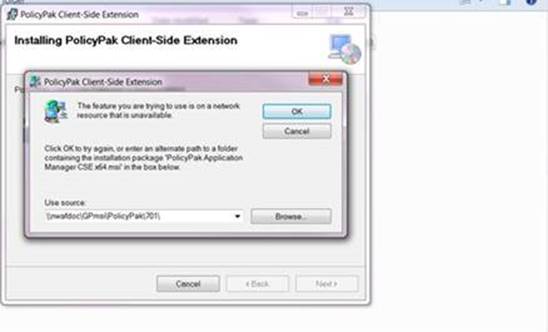 PolicyPak Client-Side Extension
Installing PolicyPak Client-Side Extension
PolicyPak Client-Side Extension
The feature you are trying to use is on a network
resource that is unavailable.
OK
Cancel
Click OK to try again, or enter an alternate path to a folder
containing the installation package 'PolicyPak Application
Manager CSE x64.msi' in the box below.
Use source:
\\nwafdoc\GPmsi\PolicyPak\701\
Browse...
Cancel
< Back
Next >